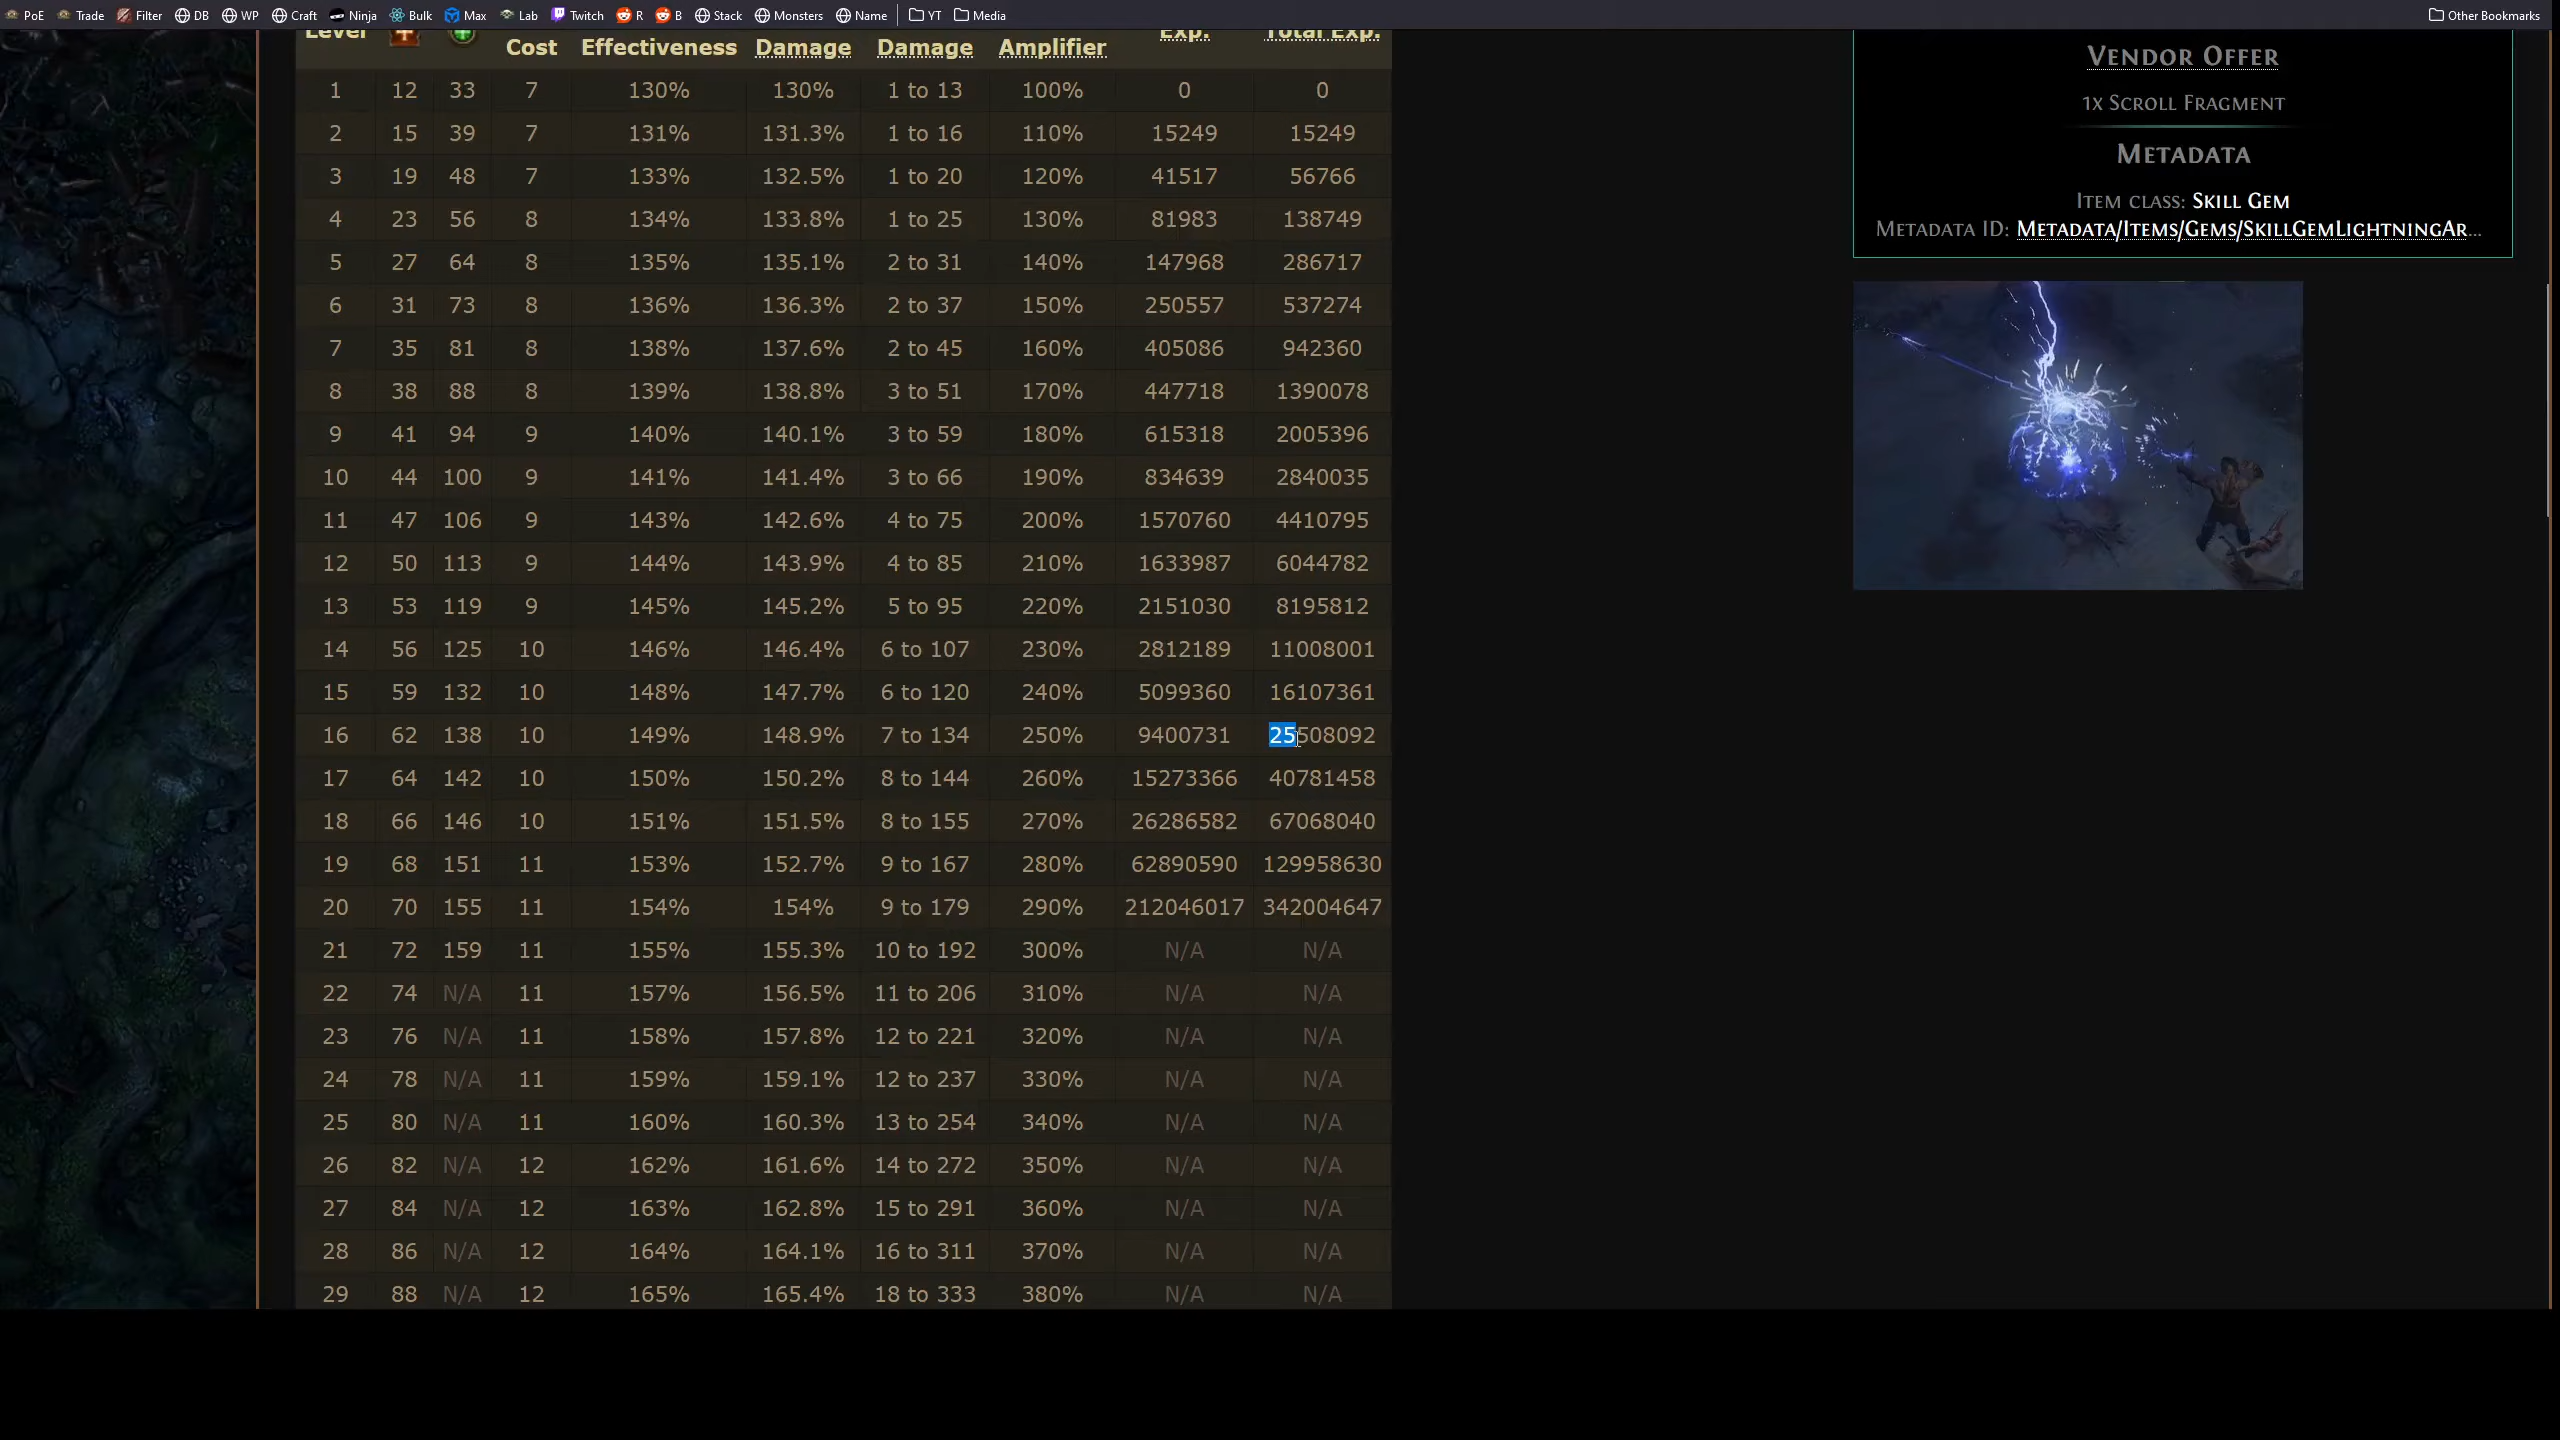 PoE Trade Filter DB WP Craft Ninja Bulk Max Lab Twitch R B Stack Monsters Name YT Media Other Bookmarks
Level Cost Effectiveness Damage Damage Amplifier Exp. Total Exp.
1 12 33 7 130% 130% 1 to 13 100% 0 0
2 15 39 7 131% 131.3% 1 to 16 110% 15249 15249
3 19 48 7 133% 132.5% 1 to 20 120% 41517 56766
4 23 56 8 134% 133.8% 1 to 25 130% 81983 138749
5 27 64 8 135% 135.1% 2 to 31 140% 147968 286717
6 31 73 8 136% 136.3% 2 to 37 150% 250557 537274
7 35 81 8 138% 137.6% 2 to 45 160% 405086 942360
8 38 88 8 139% 138.8% 3 to 51 170% 447718 1390078
9 41 94 9 140% 140.1% 3 to 59 180% 615318 2005396
10 44 100 9 141% 141.4% 3 to 66 190% 834639 2840035
11 47 106 9 143% 142.6% 4 to 75 200% 1570760 4410795
12 50 113 9 144% 143.9% 4 to 85 210% 1633987 6044782
13 53 119 9 145% 145.2% 5 to 95 220% 2151030 8195812
14 56 125 10 146% 146.4% 6 to 107 230% 2812189 11008001
15 59 132 10 148% 147.7% 6 to 120 240% 5099360 16107361
16 62 138 10 149% 148.9% 7 to 134 250% 9400731 25508092
17 64 142 10 150% 150.2% 8 to 144 260% 15273366 40781458
18 66 146 10 151% 151.5% 8 to 155 270% 26286582 67068040
19 68 151 11 153% 152.7% 9 to 167 280% 62890590 129958630
20 70 155 11 154% 154% 9 to 179 290% 212046017 342004647
21 72 159 11 155% 155.3% 10 to 192 300% N/A N/A
22 74 N/A 11 157% 156.5% 11 to 206 310% N/A N/A
23 76 N/A 11 158% 157.8% 12 to 221 320% N/A N/A
24 78 N/A 11 159% 159.1% 12 to 237 330% N/A N/A
25 80 N/A 11 160% 160.3% 13 to 254 340% N/A N/A
26 82 N/A 12 162% 161.6% 14 to 272 350% N/A N/A
27 84 N/A 12 163% 162.8% 15 to 291 360% N/A N/A
28 86 N/A 12 164% 164.1% 16 to 311 370% N/A N/A
29 88 N/A 12 165% 165.4% 18 to 333 380% N/A N/A
Vendor Offer
1x Scroll Fragment
Metadata
Item class: Skill Gem
Metadata ID: Metadata/Items/Gems/SkillGemLightningAr...